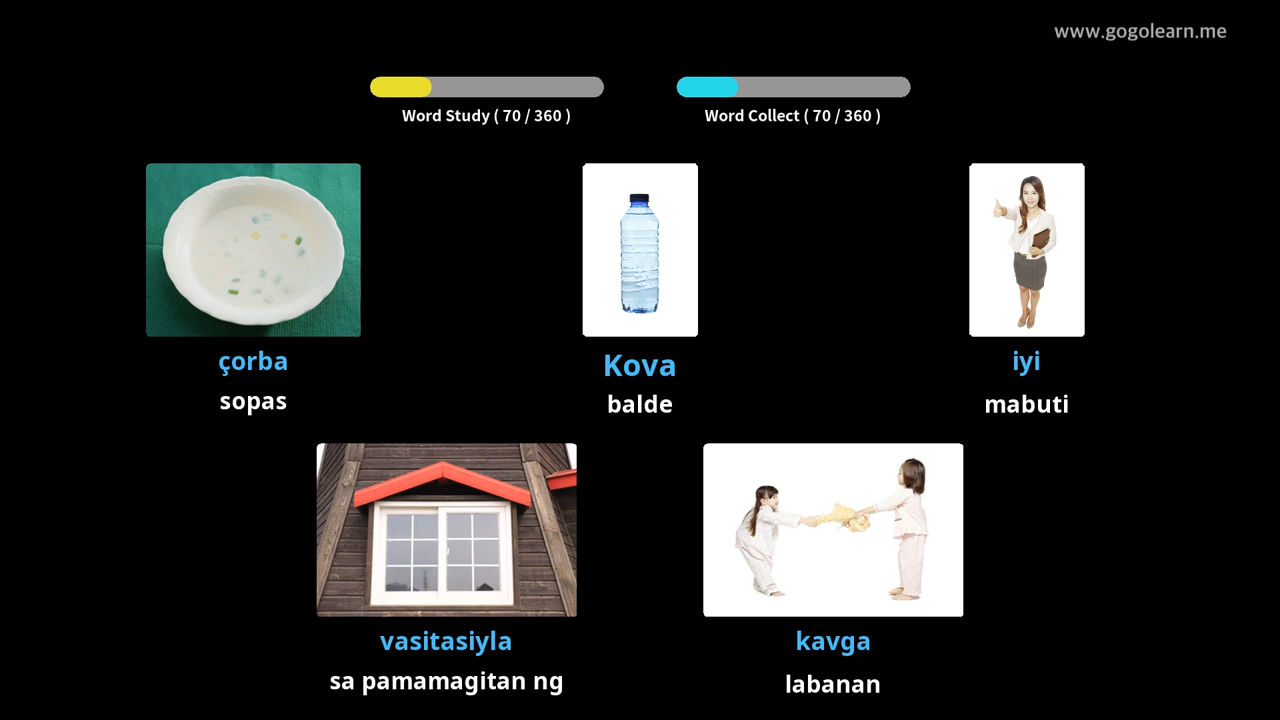 www.gogolearn.me
Word Study ( 70 / 360 )
Word Collect ( 70 / 360 )
çorba
sopas
Kova
balde
iyi
mabuti
vasitasiyla
sa pamamagitan ng
kavga
labanan